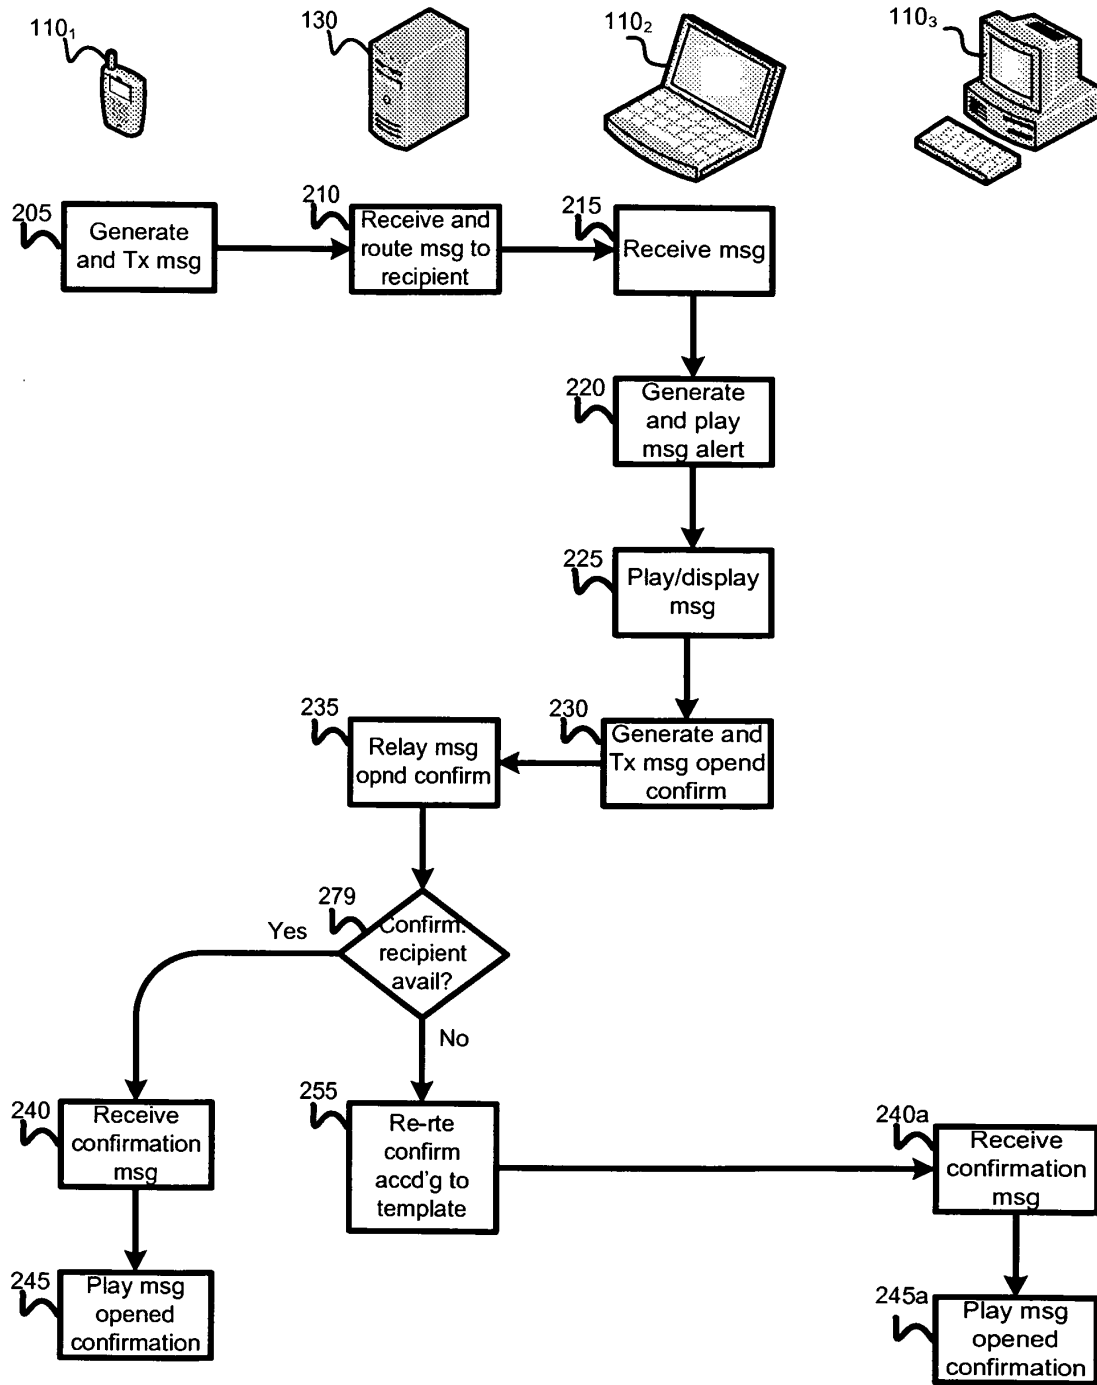 110₁
130
110₂
110₃
205
Generate
and Tx msg
210
Receive and
route msg to
recipient
215
Receive msg
220
Generate
and play
msg alert
225
Play/display
msg
235
Relay msg
opnd confirm
230
Generate and
Tx msg opend
confirm
279
Confirm.
recipient
avail?
Yes
No
240
Receive
confirmation
msg
255
Re-rte
confirm
accd'g to
template
240a
Receive
confirmation
msg
245
Play msg
opened
confirmation
245a
Play msg
opened
confirmation